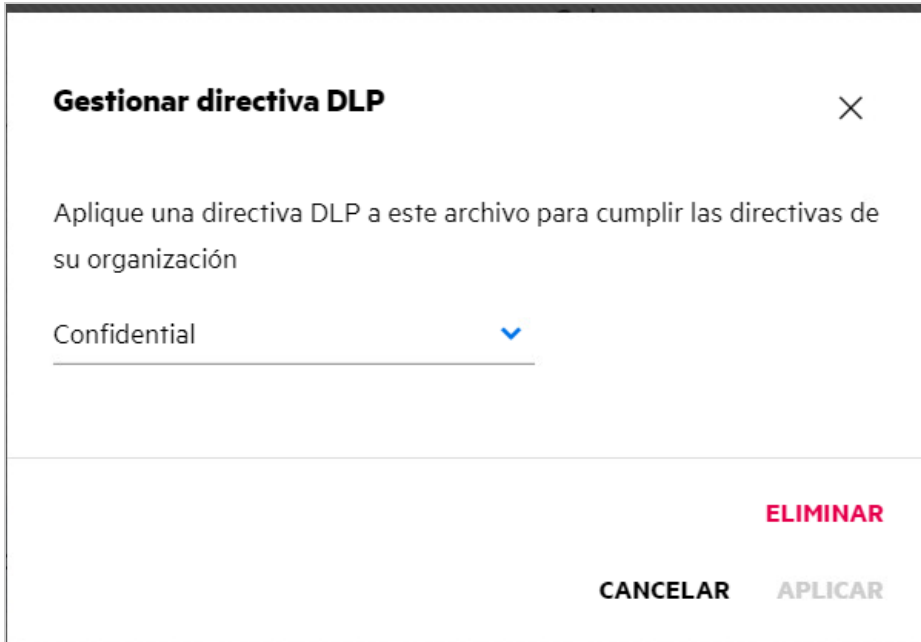 Gestionar directiva DLP
Aplique una directiva DLP a este archivo para cumplir las directivas de
su organización
Confidential
ELIMINAR
CANCELAR APLICAR